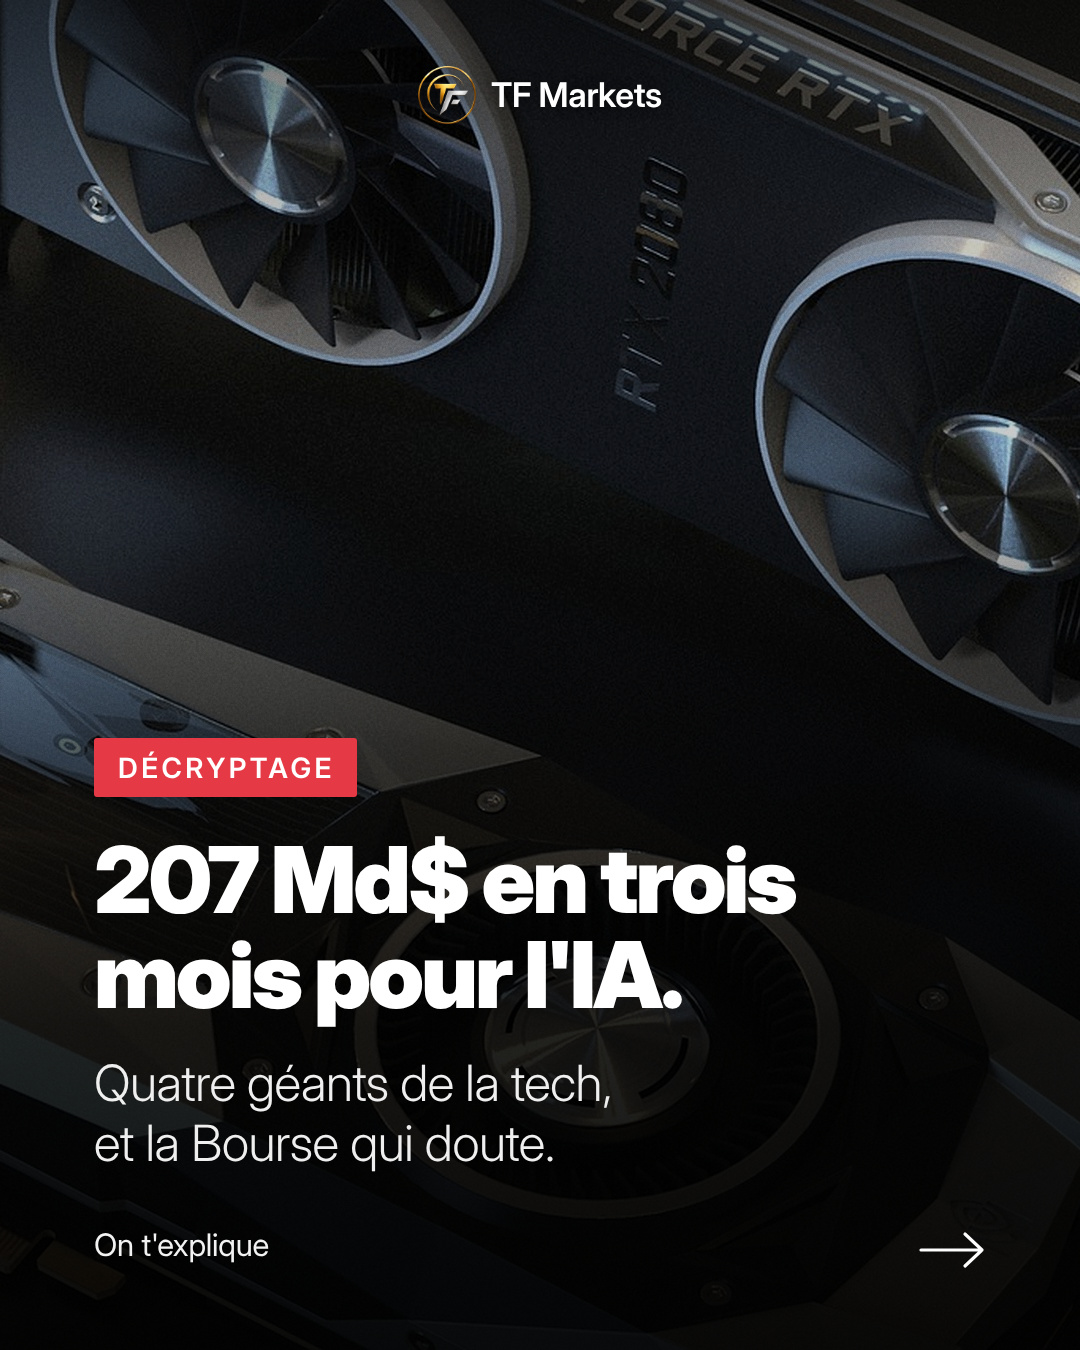 FORCE RTX
TF Markets
RTX 2080
DÉCRYPTAGE
207 Md$ en trois
mois pour l'IA.
Quatre géants de la tech,
et la Bourse qui doute.
On t'explique